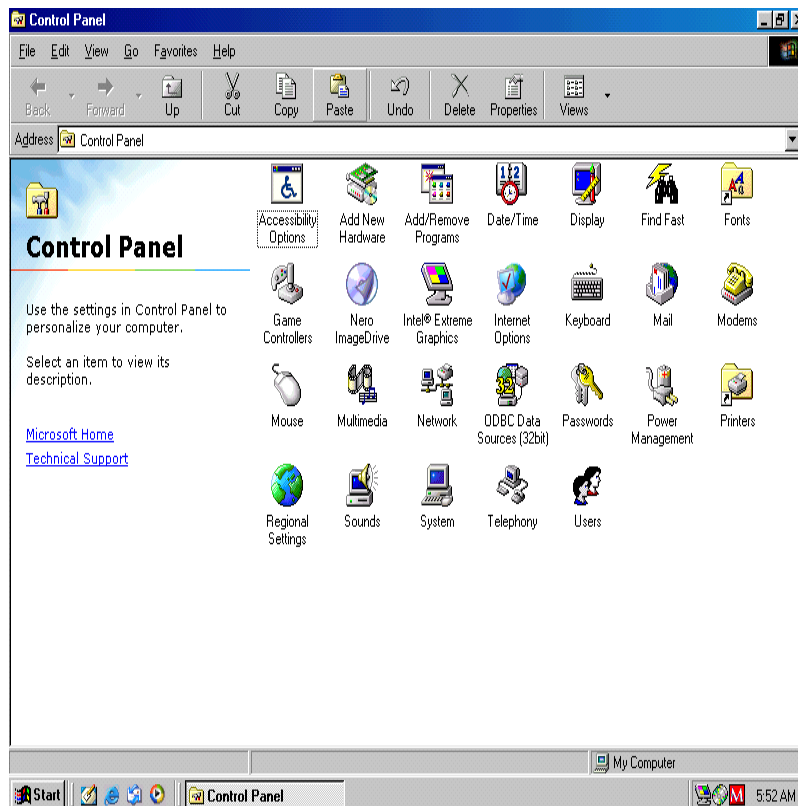 Control Panel
File Edit View Go Favorites Help
Back Forward Up Cut Copy Paste Undo Delete Properties Views
Address Control Panel
Control Panel
Use the settings in Control Panel to
personalize your computer.
Select an item to view its
description.
Microsoft Home
Technical Support
Accessibility
Options
Add New
Hardware
Add/Remove
Programs
Date/Time
Display
Find Fast
Fonts
Game
Controllers
Nero
ImageDrive
Intel® Extreme
Graphics
Internet
Options
Keyboard
Mail
Modems
Mouse
Multimedia
Network
ODBC Data
Sources (32bit)
Passwords
Power
Management
Printers
Regional
Settings
Sounds
System
Telephony
Users
My Computer
Start Control Panel M 5:52 AM